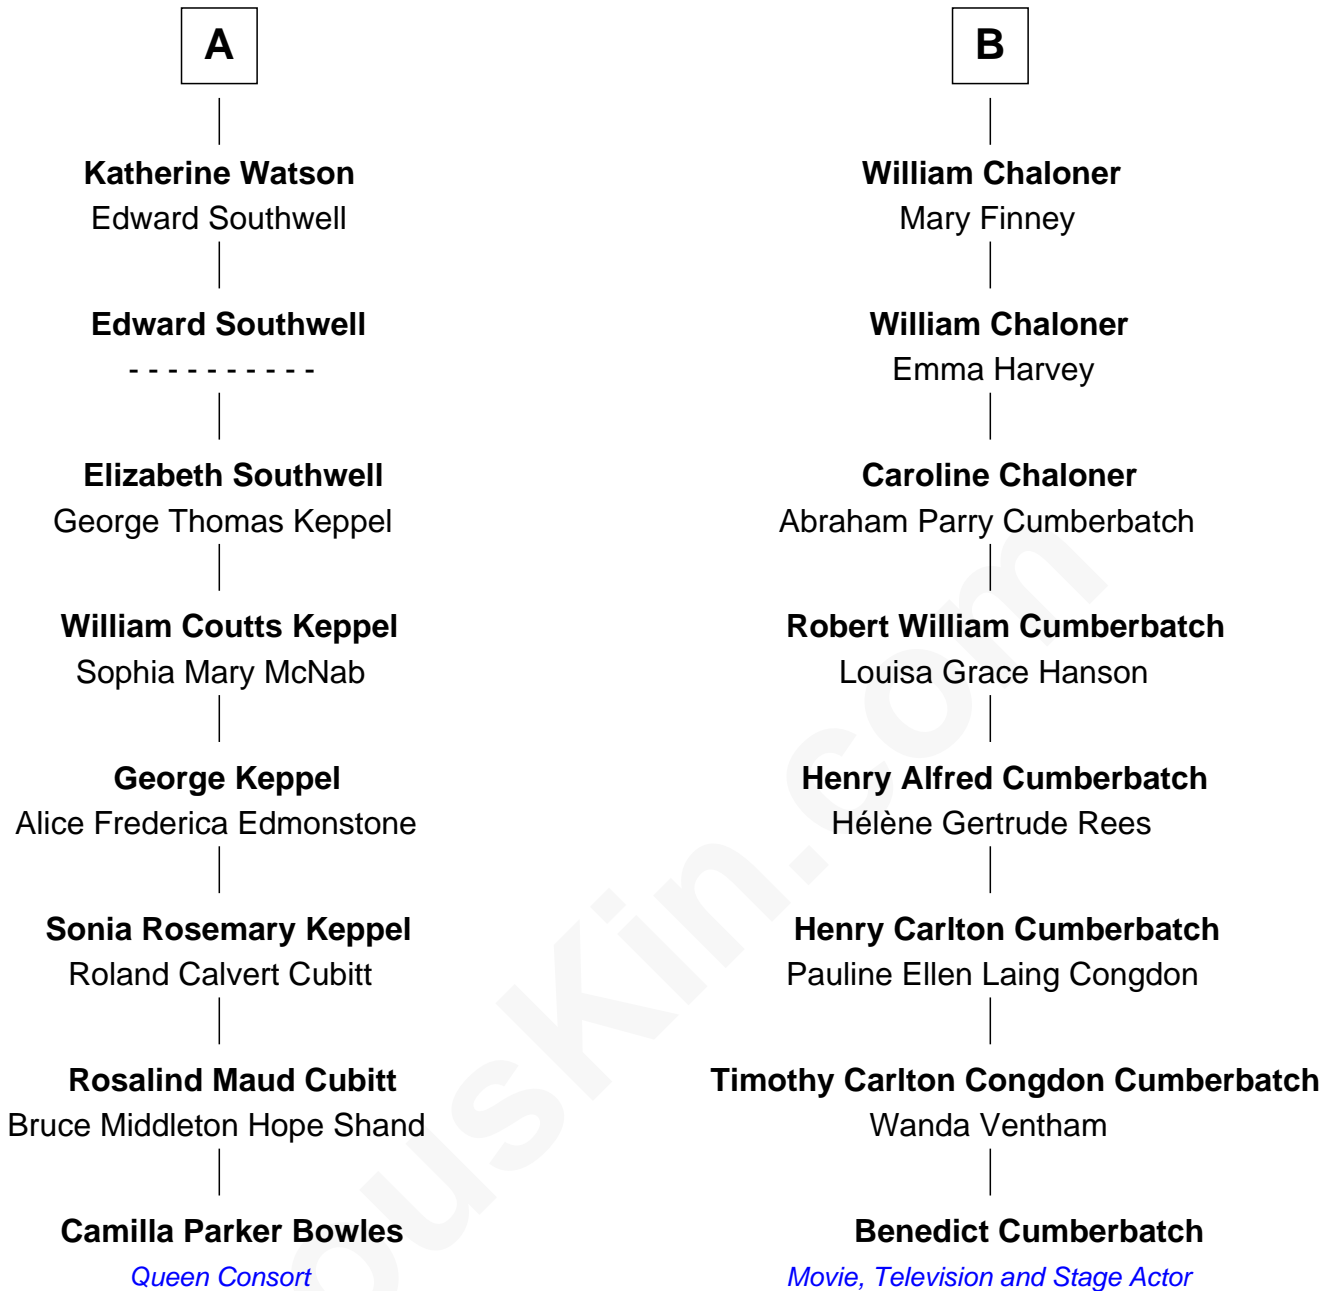 A
Katherine Watson
Edward Southwell
Edward Southwell
- - - - - - - - - -
Elizabeth Southwell
George Thomas Keppel
William Coutts Keppel
Sophia Mary McNab
George Keppel
Alice Frederica Edmonstone
Sonia Rosemary Keppel
Roland Calvert Cubitt
Rosalind Maud Cubitt
Bruce Middleton Hope Shand
Camilla Parker Bowles
Queen Consort
B
William Chaloner
Mary Finney
William Chaloner
Emma Harvey
Caroline Chaloner
Abraham Parry Cumberbatch
Robert William Cumberbatch
Louisa Grace Hanson
Henry Alfred Cumberbatch
Hélène Gertrude Rees
Henry Carlton Cumberbatch
Pauline Ellen Laing Congdon
Timothy Carlton Congdon Cumberbatch
Wanda Ventham
Benedict Cumberbatch
Movie, Television and Stage Actor
ousKin.com